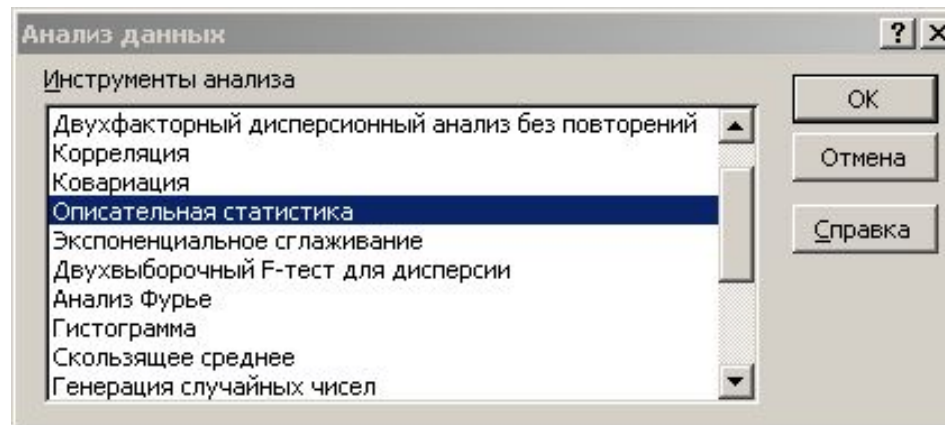 Анализ данных
Инструменты анализа
Двухфакторный дисперсионный анализ без повторений
Корреляция
Ковариация
Описательная статистика
Экспоненциальное сглаживание
Двухвыборочный F-тест для дисперсии
Анализ Фурье
Гистограмма
Скользящее среднее
Генерация случайных чисел
OK
Отмена
Справка